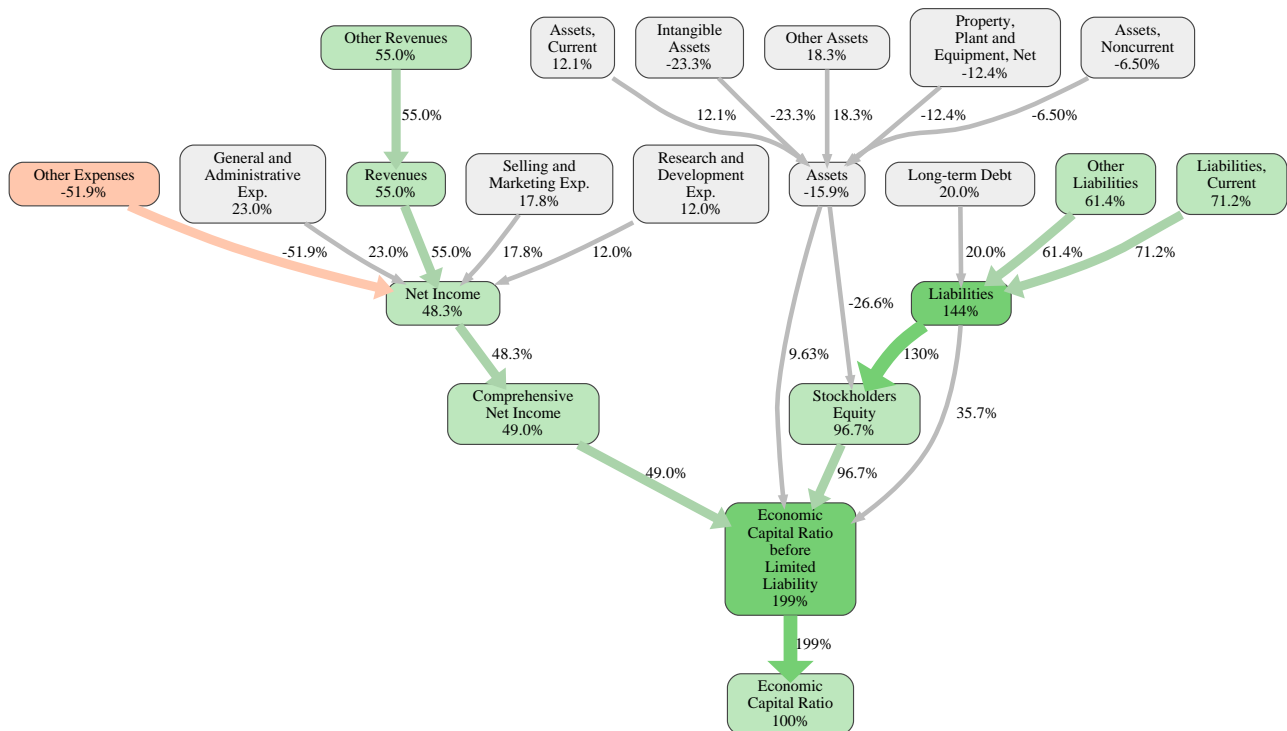 Other Revenues
55.0%
Assets,
Current
12.1%
Intangible
Assets
-23.3%
Other Assets
18.3%
Property,
Plant and
Equipment, Net
-12.4%
Assets,
Noncurrent
-6.50%
55.0%
12.1%
-23.3%
18.3%
-12.4%
-6.50%
Other Expenses
-51.9%
General and
Administrative
Exp.
23.0%
Revenues
55.0%
Selling and
Marketing Exp.
17.8%
Research and
Development
Exp.
12.0%
Assets
-15.9%
Long-term Debt
20.0%
Other
Liabilities
61.4%
Liabilities,
Current
71.2%
-51.9%
23.0%
55.0%
17.8%
12.0%
20.0%
61.4%
71.2%
Net Income
48.3%
Liabilities
144%
-26.6%
48.3%
9.63%
130%
35.7%
Comprehensive
Net Income
49.0%
Stockholders
Equity
96.7%
49.0%
96.7%
Economic
Capital Ratio
before
Limited
Liability
199%
199%
Economic
Capital Ratio
100%